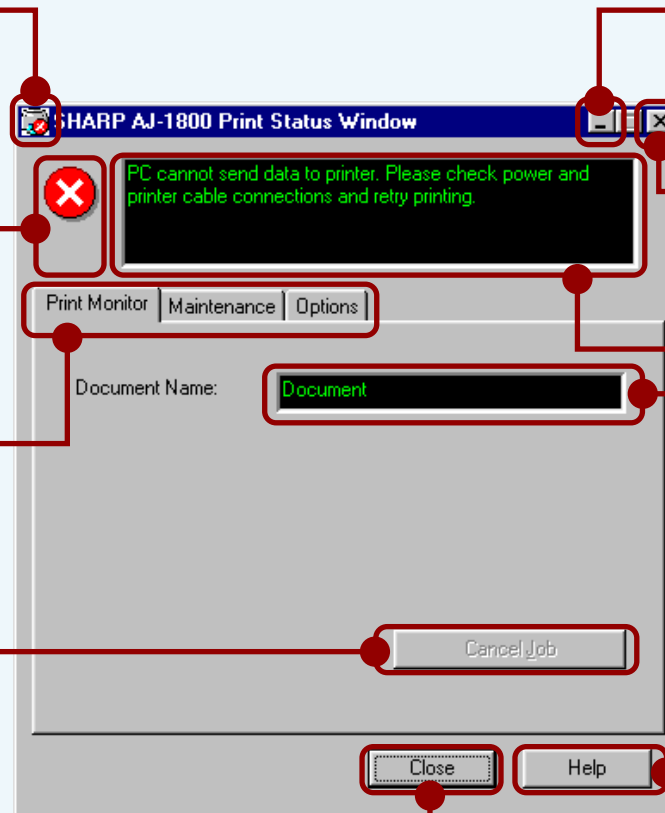 SHARP AJ-1800 Print Status Window
PC cannot send data to printer. Please check power and
printer cable connections and retry printing.
Print Monitor Maintenance Options
Document Name: Document
Cancel Job
Close Help